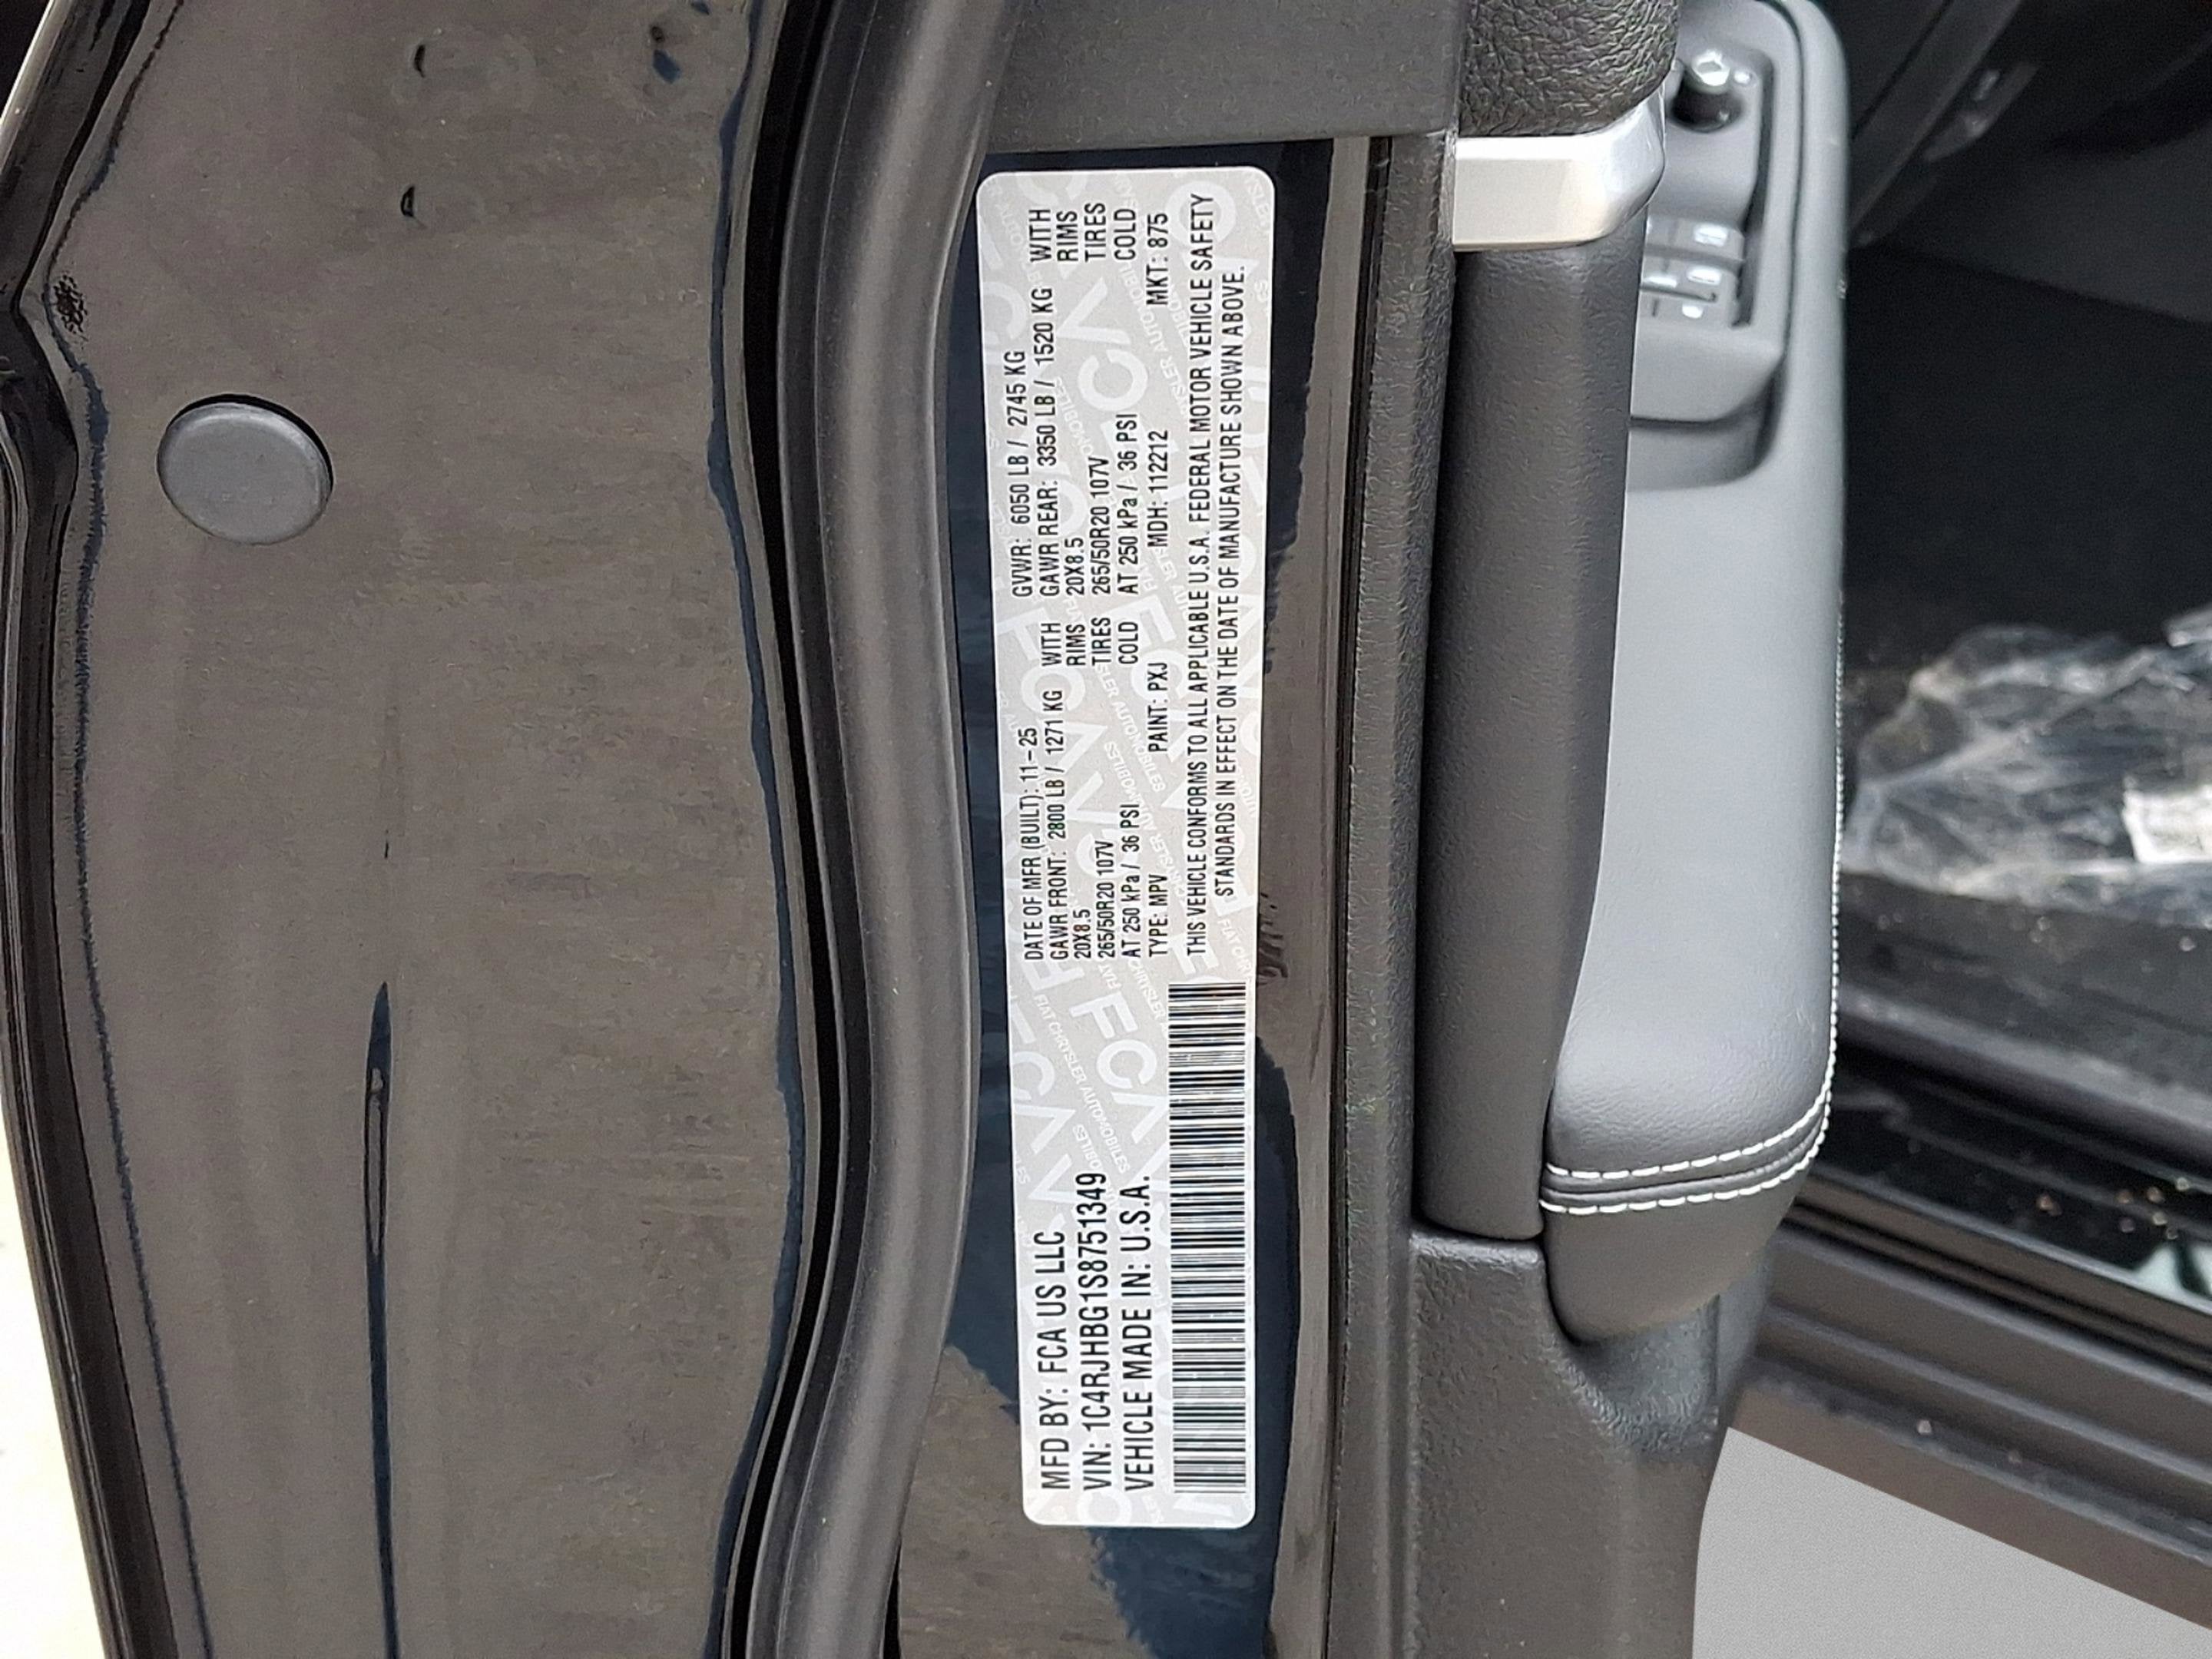 MFD BY: FCA US LLC
VIN: 1C4RJHBG1S8751349
VEHICLE MADE IN: U.S.A.
DATE OF MFR (BUILT): 11-25 GVWR: 6050 LB / 2745 KG
GAWR FRONT: 2800 LB / 1271 KG WITH GAWR REAR: 3350 LB / 1520 KG WITH
20X8.5 RIMS 20X8.5 RIMS
265/50R20 107V TIRES 265/50R20 107V TIRES
AT 250 kPa / 36 PSI COLD AT 250 kPa / 36 PSI COLD
TYPE: MPV PAINT: PXJ MDH: 112212 MKT: 875
THIS VEHICLE CONFORMS TO ALL APPLICABLE U.S.A. FEDERAL MOTOR VEHICLE SAFETY
STANDARDS IN EFFECT ON THE DATE OF MANUFACTURE SHOWN ABOVE.